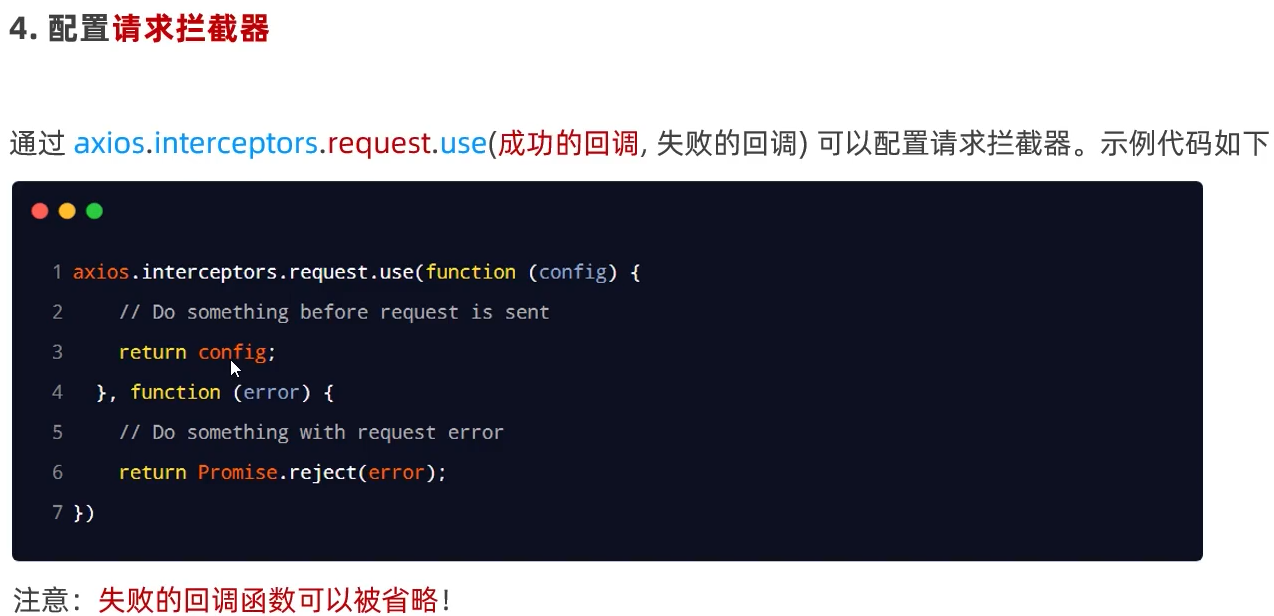 4. 配置请求拦截器
通过 axios.interceptors.request.use(成功的回调, 失败的回调) 可以配置请求拦截器。示例代码如下
1 axios.interceptors.request.use(function (config) {
2 // Do something before request is sent
3 return config;
4 }, function (error) {
5 // Do something with request error
6 return Promise.reject(error);
7 })
注意：失败的回调函数可以被省略！